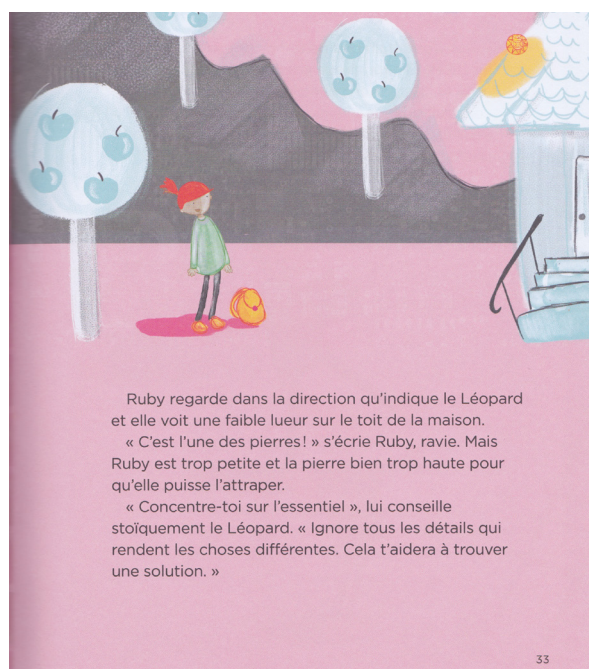 Ruby regarde dans la direction qu’indique le Léopard
et elle voit une faible lueur sur le toit de la maison.
« C’est l’une des pierres! » s’écrie Ruby, ravie. Mais
Ruby est trop petite et la pierre bien trop haute pour
qu’elle puisse l’attraper.
« Concentre-toi sur l’essentiel », lui conseille
stoïquement le Léopard. « Ignore tous les détails qui
rendent les choses différentes. Cela t’aidera à trouver
une solution. »
33